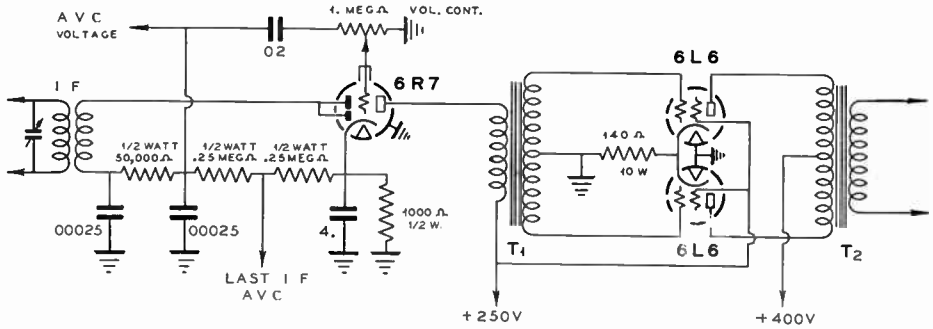 AVC
VOLTAGE
1. MEG Ω
VOL. CONT.
02
6R7
6L6
I F
1/2 WATT
50,000 Ω
1/2 WATT
.25 MEG Ω
1/2 WATT
.25 MEG Ω
140 Ω
10 W
00025
00025
4.
1000 Ω
1/2 W.
LAST I F
AVC
T1
6L6
T2
+250V
+400V